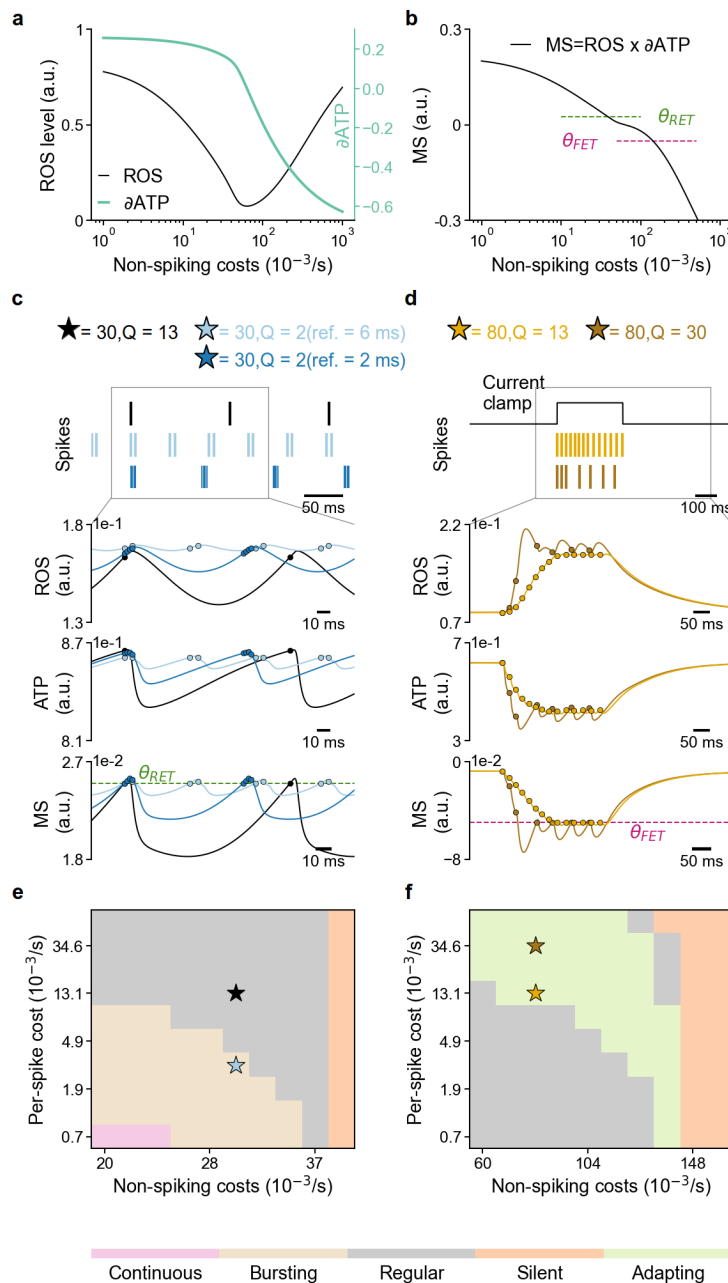 a
1
0.5
0
ROS level (a.u.)
0.2
0.0
−0.2
−0.4
−0.6
∂ATP
ROS
∂ATP
10⁰ 10¹ 10² 10³
Non-spiking costs (10⁻³/s)
b
0.3
0
-0.3
MS (a.u.)
MS=ROS x ∂ATP
θRET
θFET
10⁰ 10¹ 10² 10³
Non-spiking costs (10⁻³/s)
c
= 30,Q = 13
= 30,Q = 2(ref. = 6 ms)
= 30,Q = 2(ref. = 2 ms)
Spikes
50 ms
1.8 1e-1
ROS
(a.u.)
1.3
10 ms
8.7 1e-1
ATP
(a.u.)
8.1
10 ms
2.7 1e-2
θRET
MS
(a.u.)
1.8
10 ms
d
= 80,Q = 13
= 80,Q = 30
Current
clamp
Spikes
100 ms
2.2 1e-1
ROS
(a.u.)
0.7
50 ms
7 1e-1
ATP
(a.u.)
3
50 ms
0 1e-2
MS
(a.u.)
θFET
−8
50 ms
e
34.6
13.1
4.9
1.9
0.7
Per-spike cost (10⁻³/s)
20 28 37
Non-spiking costs (10⁻³/s)
f
34.6
13.1
4.9
1.9
0.7
Per-spike cost (10⁻³/s)
60 104 148
Non-spiking costs (10⁻³/s)
Continuous Bursting Regular Silent Adapting